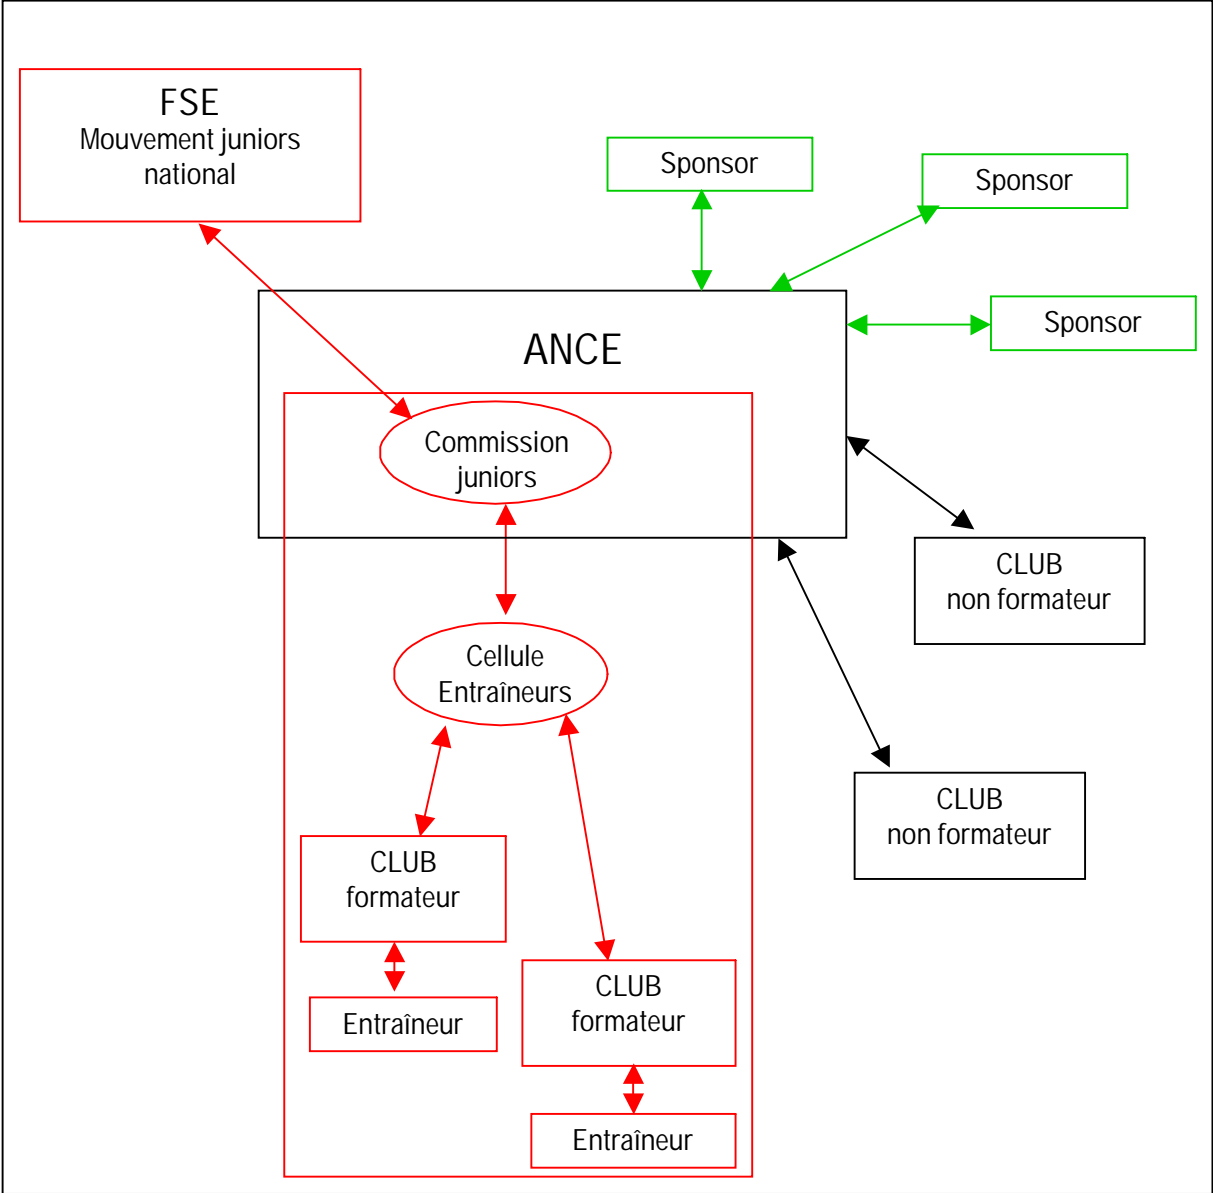 FSE
Mouvement juniors
national
Sponsor
Sponsor
Sponsor
ANCE
Commission
juniors
CLUB
non formateur
Cellule
Entraîneurs
CLUB
non formateur
CLUB
formateur
CLUB
formateur
Entraîneur
Entraîneur